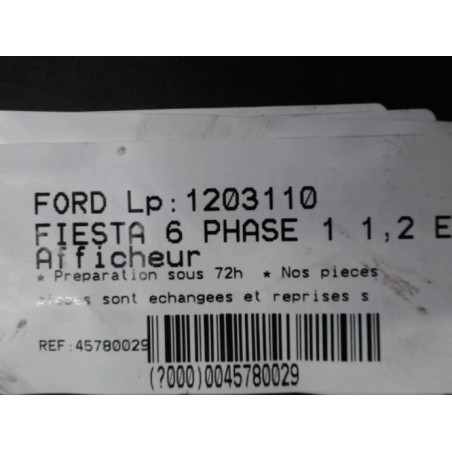 FORD Lp:1203110
FIESTA 6 PHASE 1 1,2 E
Afficheur
* Preparation sous 72h * Nos pieces
pieces sont echangees et reprises s
REF:45780029
(?000)0045780029